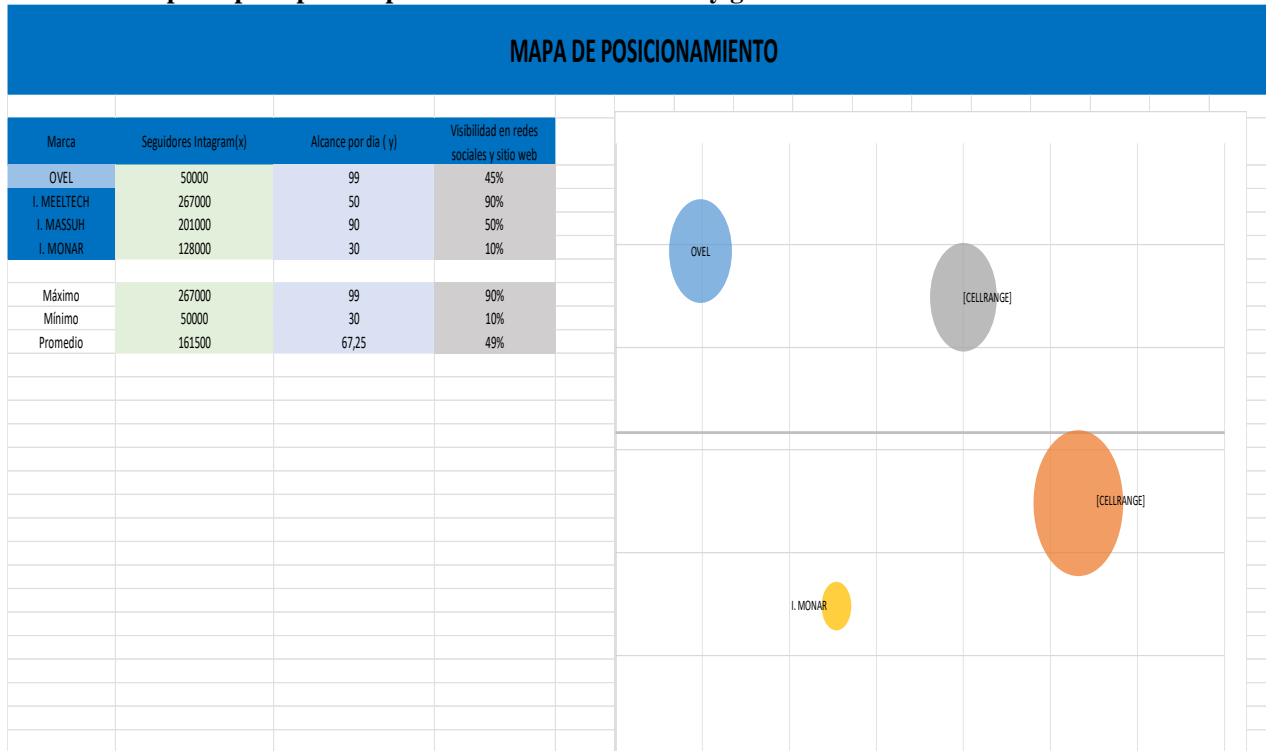 MAPA DE POSICIONAMIENTO
Marca Seguidores Intagram(x) Alcance por dia ( y) Visibilidad en redes sociales y sitio web
OVEL 50000 99 45%
I. MEELTECH 267000 50 90%
I. MASSUH 201000 90 50%
I. MONAR 128000 30 10%
Máximo 267000 99 90%
Mínimo 50000 30 10%
Promedio 161500 67,25 49%
OVEL
[CELLRANGE]
[CELLRANGE]
I. MONAR